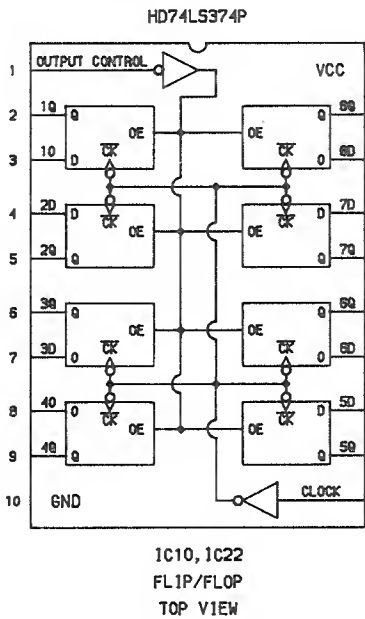 HD74LS374P
1 OUTPUT CONTROL VCC
2 1Q Q OE OE Q 8Q
3 1D D CK CK D 8D
4 2D D CK CK D 7D
5 2Q Q OE OE Q 7Q
6 3Q Q OE OE Q 6Q
7 3D D CK CK D 6D
8 4D D CK CK D 5D
9 4Q Q OE OE Q 5Q
10 GND CLOCK
IC10, IC22
FLIP/FLOP
TOP VIEW